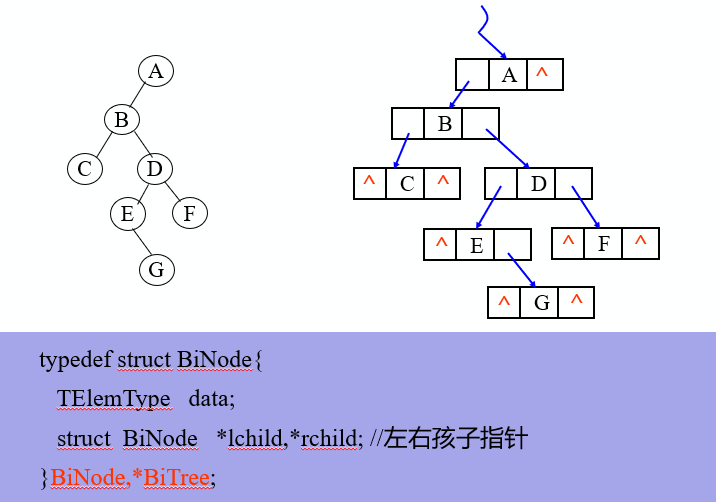 A
B
C
D
E
F
G
A ^
B
^ C ^
D
^ E
^ F ^
^ G ^
typedef struct BiNode{
TElemType data;
struct BiNode *lchild,*rchild; //左右孩子指针
}BiNode,*BiTree;